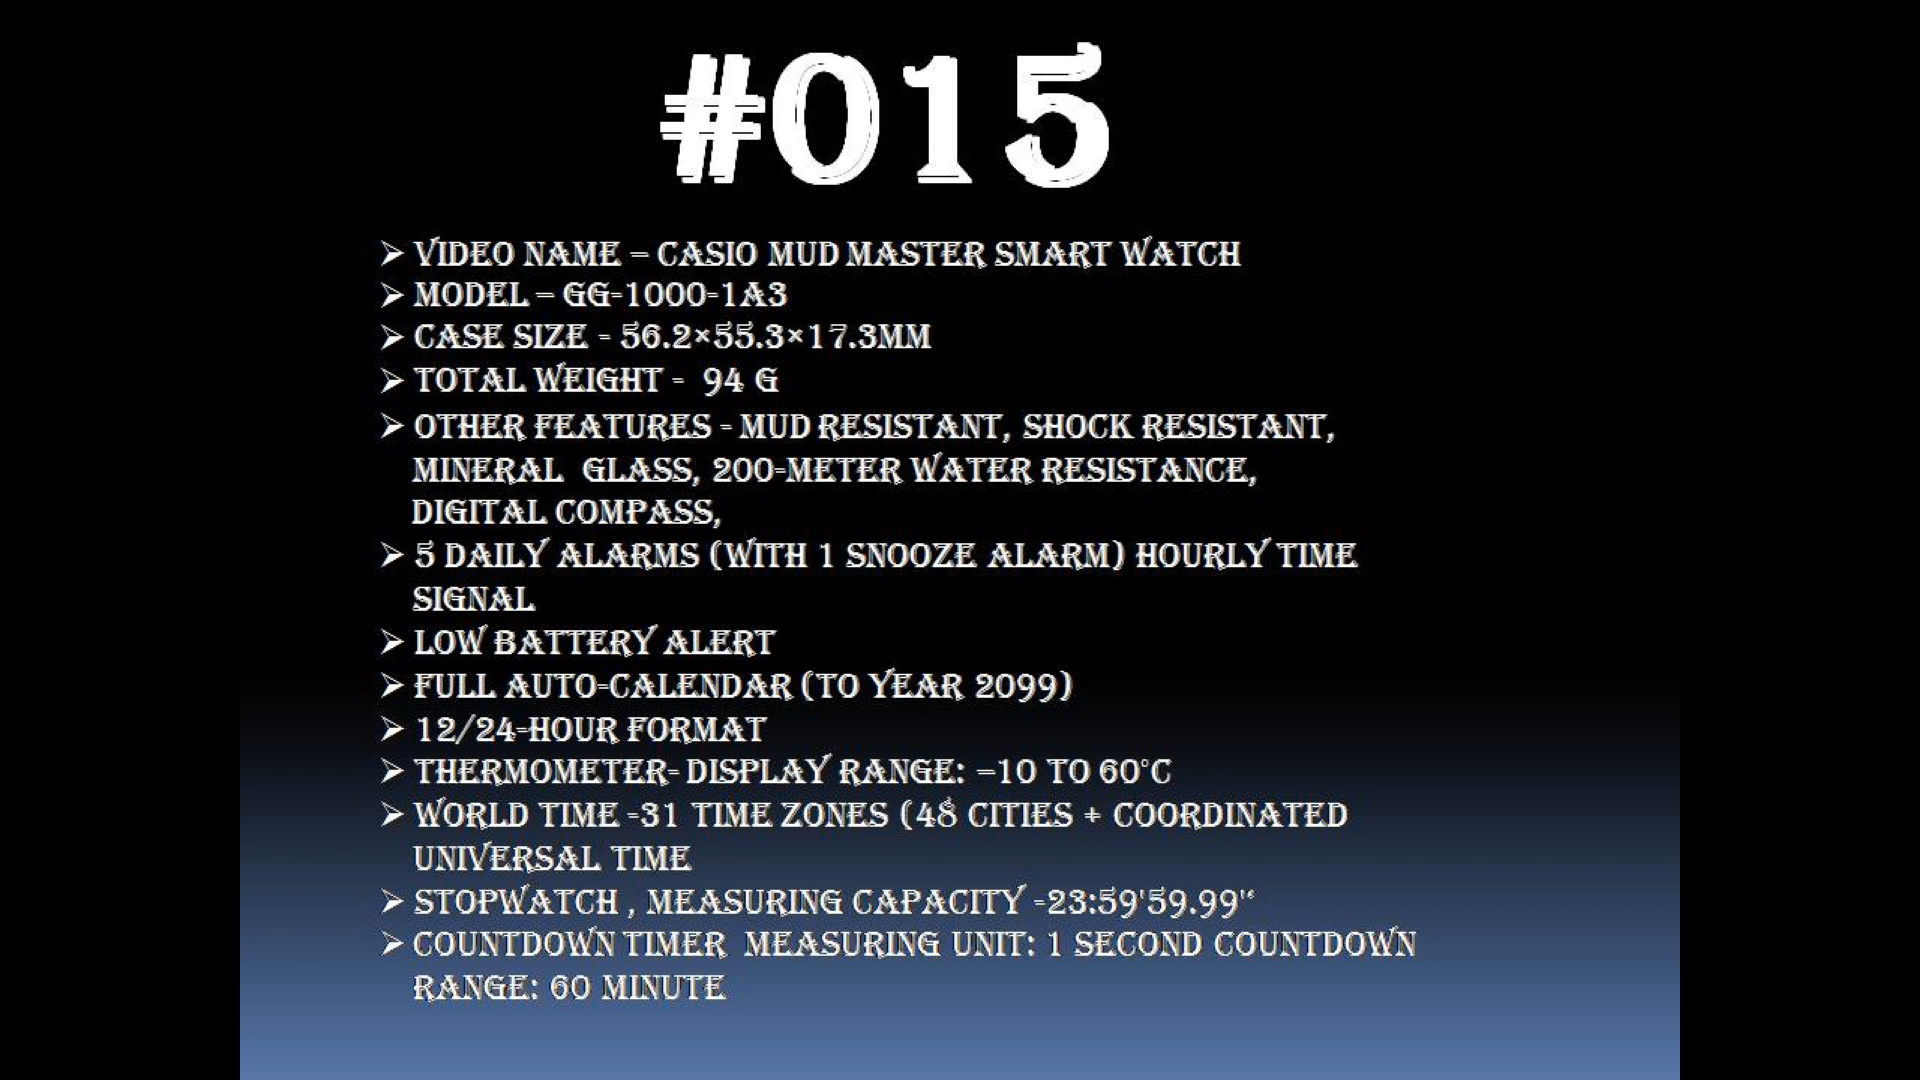 #015
➢ VIDEO NAME – CASIO MUD MASTER SMART WATCH
➢ MODEL – GG-1000-1A3
➢ CASE SIZE - 56.2×55.3×17.3MM
➢ TOTAL WEIGHT - 94 G
➢ OTHER FEATURES - MUD RESISTANT, SHOCK RESISTANT,
MINERAL GLASS, 200-METER WATER RESISTANCE,
DIGITAL COMPASS,
➢ 5 DAILY ALARMS (WITH 1 SNOOZE ALARM) HOURLY TIME
SIGNAL
➢ LOW BATTERY ALERT
➢ FULL AUTO-CALENDAR (TO YEAR 2099)
➢ 12/24-HOUR FORMAT
➢ THERMOMETER- DISPLAY RANGE: –10 TO 60°C
➢ WORLD TIME -31 TIME ZONES (48 CITIES + COORDINATED
UNIVERSAL TIME
➢ STOPWATCH , MEASURING CAPACITY -23:59'59.99"‘
➢ COUNTDOWN TIMER MEASURING UNIT: 1 SECOND COUNTDOWN
RANGE: 60 MINUTE